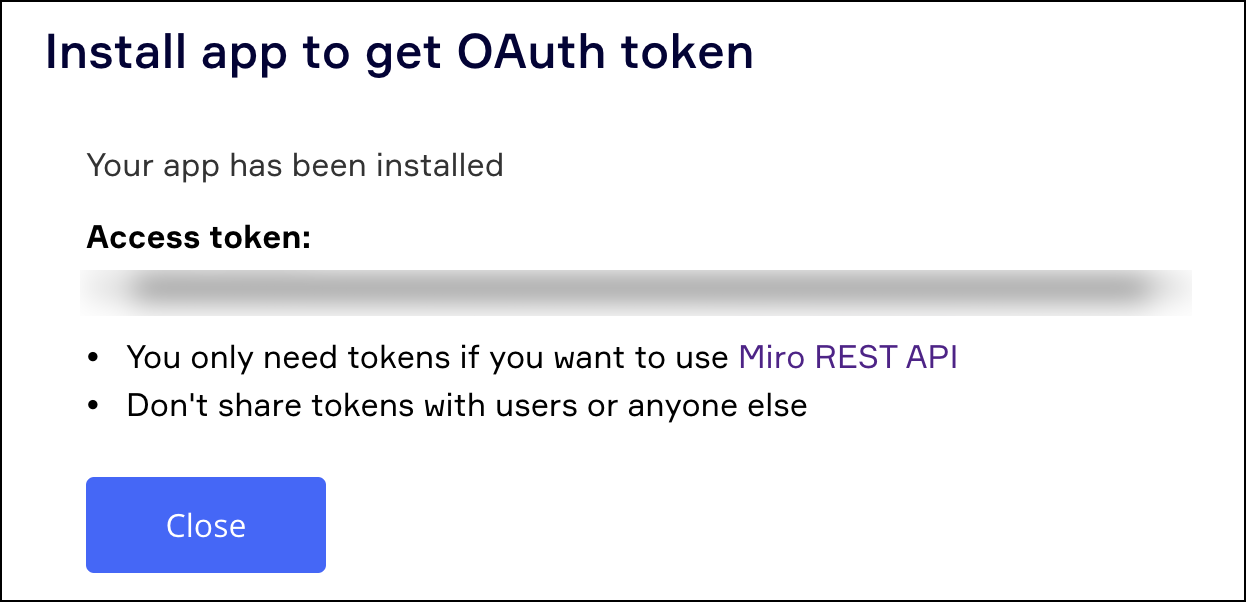 Install app to get OAuth token
Your app has been installed
Access token:
• You only need tokens if you want to use Miro REST API
• Don't share tokens with users or anyone else
Close